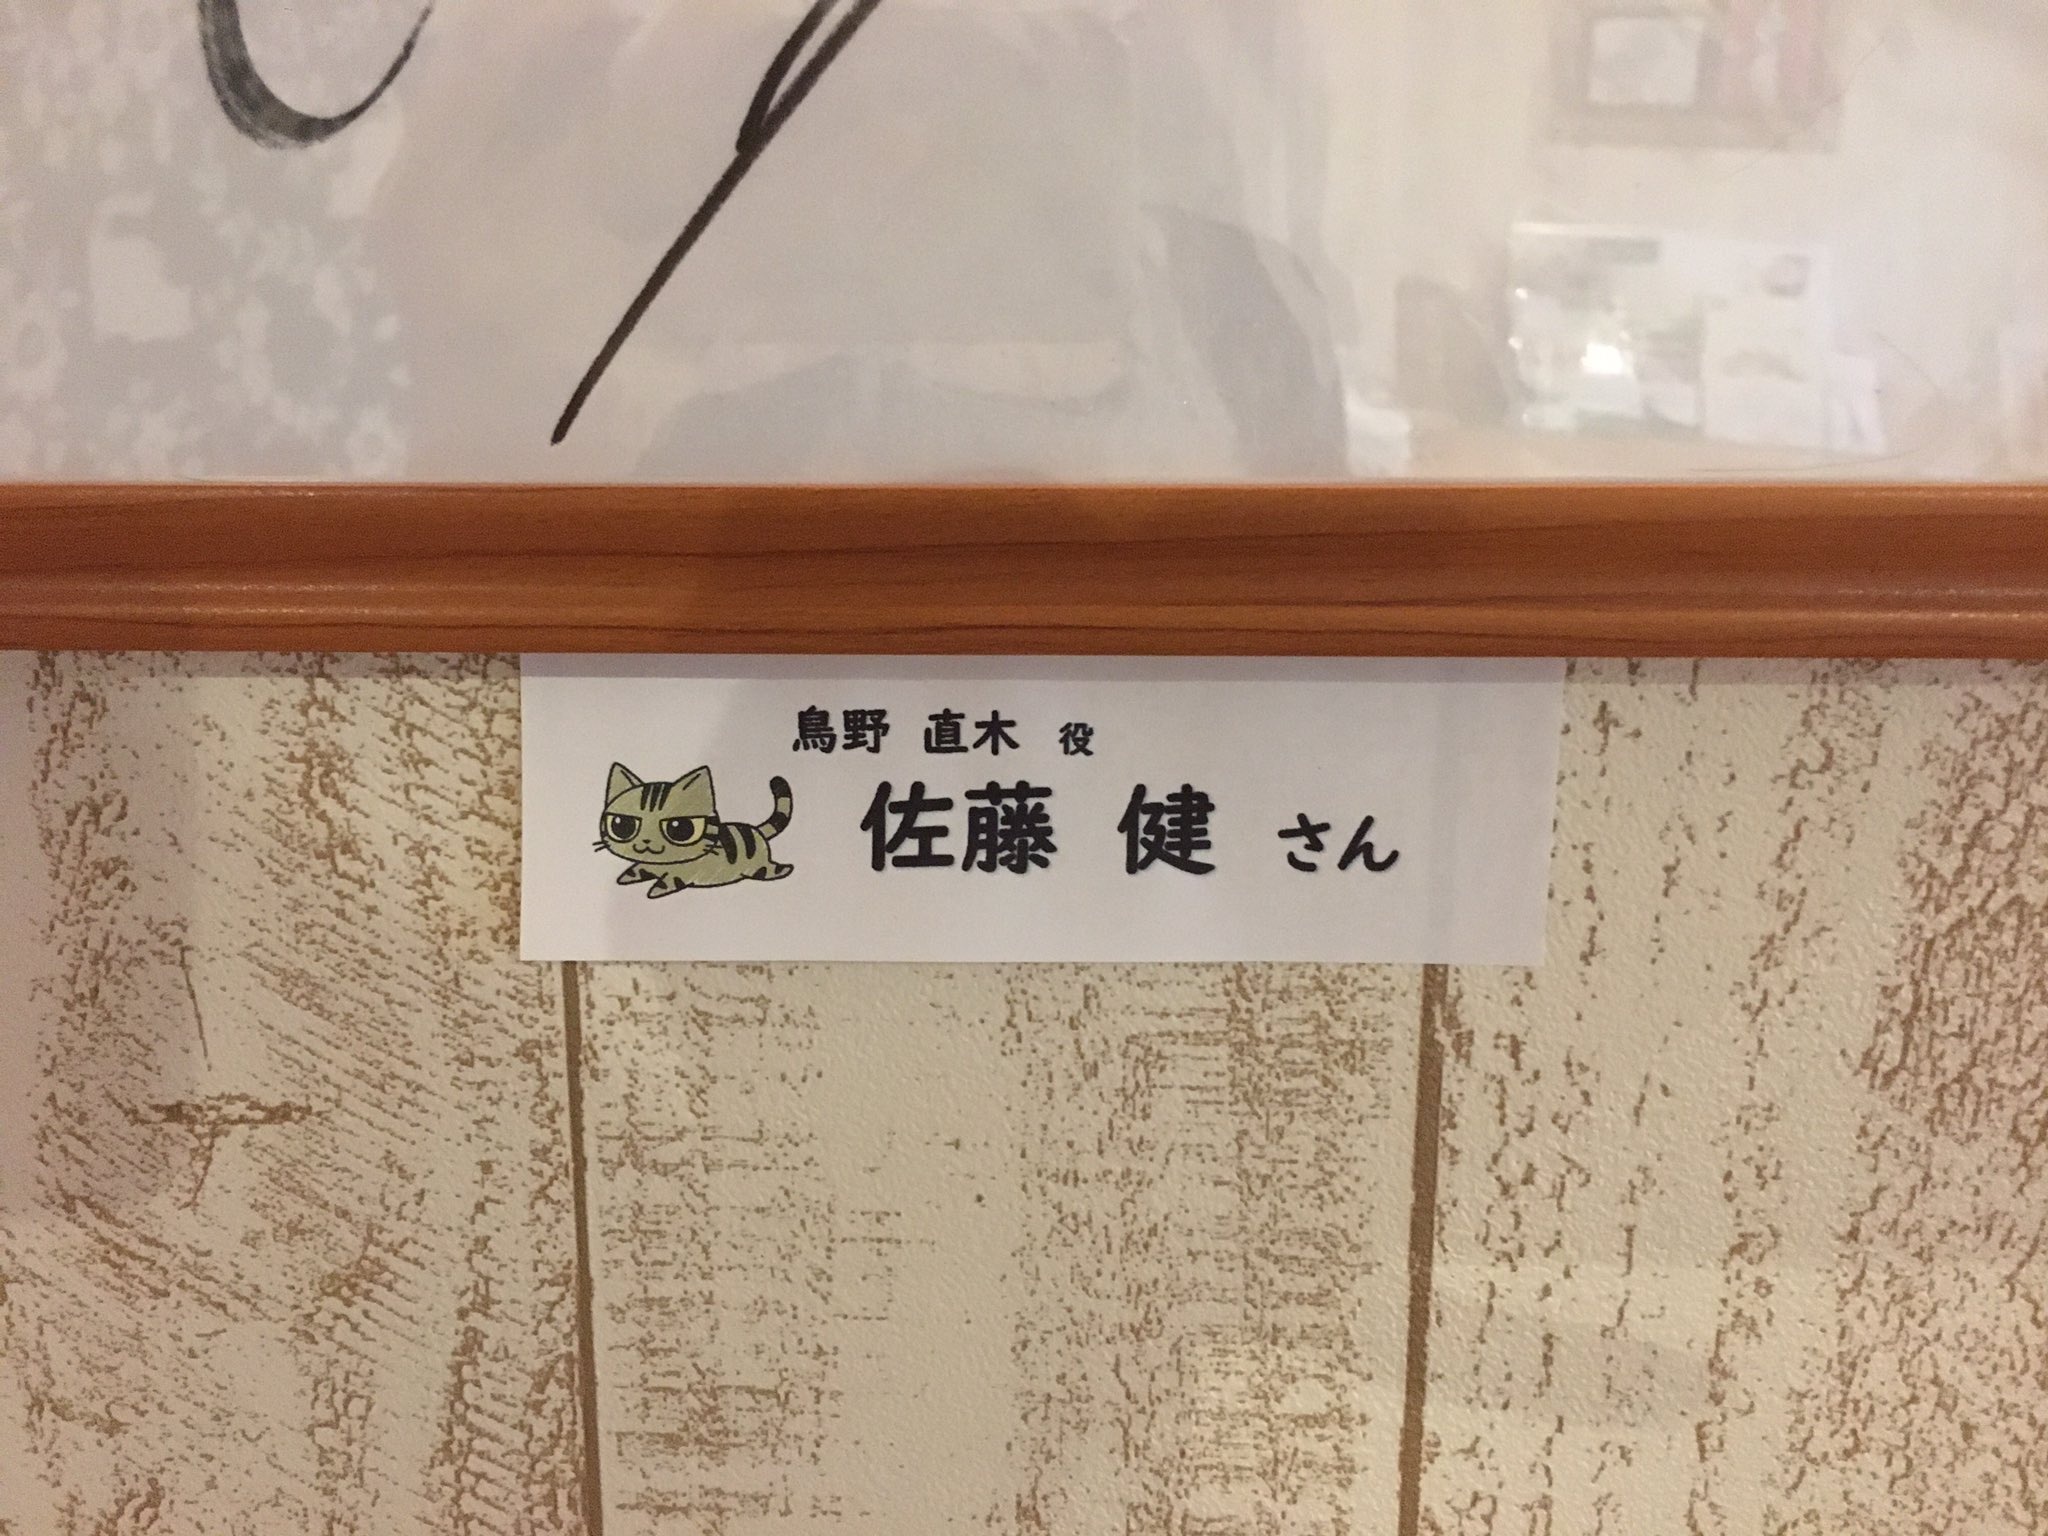 鳥野 直木 役
佐藤 健 さん